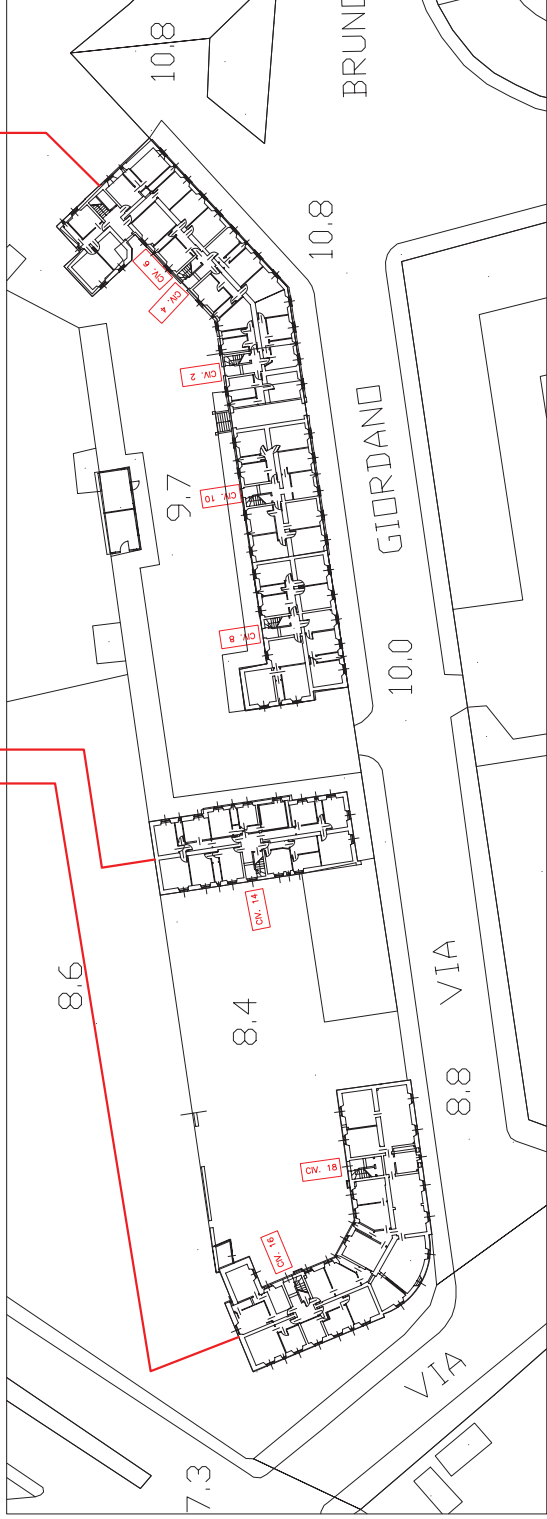 10.8
BRUND
10.8
CIV. 6
CIV. 4
CIV. 2
9.7
CIV. 10
GIORDANO
CIV. 8
10.0
CIV. 14
8.6
8.4
VIA
8.8
CIV. 18
CIV. 16
VIA
7.3